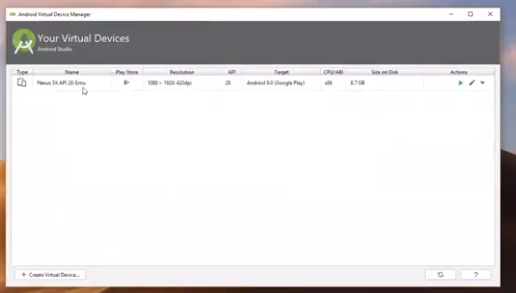 Android Virtual Device Manager
Your Virtual Devices
Android Studio
Type Name Play Store Resolution API Target CPU/ABI Size on Disk Actions
Nexus 5X API 28-Emu 1080 × 1920: 420dpi 28 Android 9.0 (Google Play) x86 8.7 GB
+ Create Virtual Device...
?